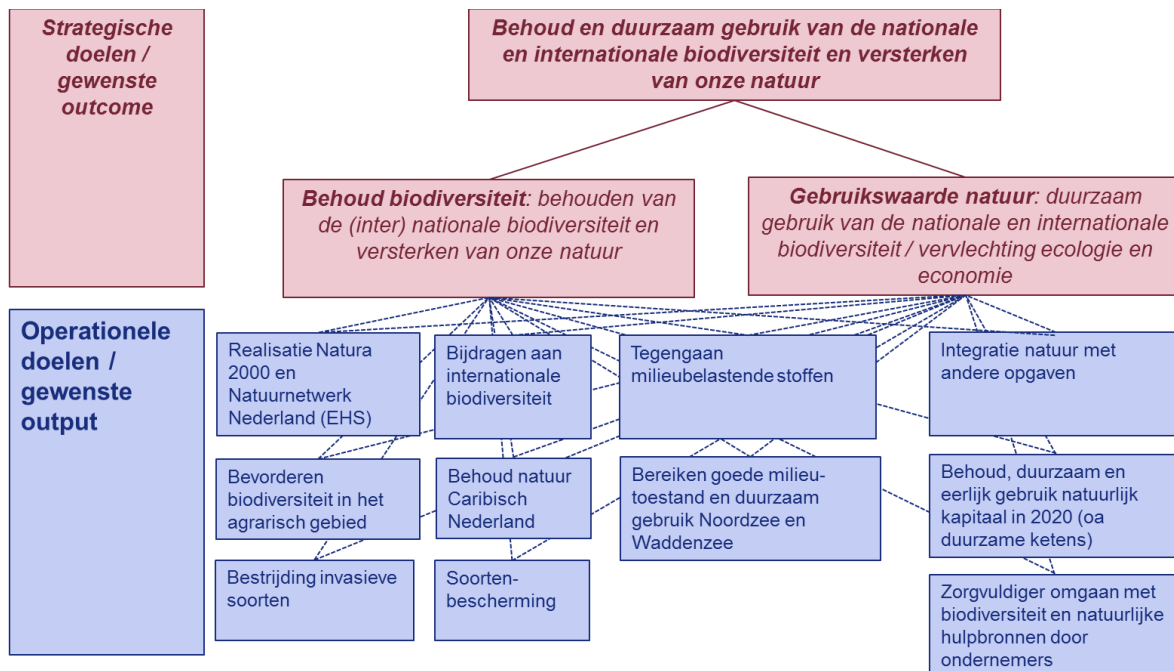 Strategische
doelen /
gewenste
outcome
Behoud en duurzaam gebruik van de nationale
en internationale biodiversiteit en versterken
van onze natuur
Behoud biodiversiteit: behouden van
de (inter) nationale biodiversiteit en
versterken van onze natuur
Gebruikswaarde natuur: duurzaam
gebruik van de nationale en internationale
biodiversiteit / vervlechting ecologie en
economie
Operationele
doelen /
gewenste
output
Realisatie Natura
2000 en
Natuurnetwerk
Nederland (EHS)
Bijdragen aan
internationale
biodiversiteit
Tegengaan
milieubelastende stoffen
Integratie natuur met
andere opgaven
Bevorderen
biodiversiteit in het
agrarisch gebied
Behoud natuur
Caribisch
Nederland
Bereiken goede milieu-
toestand en duurzaam
gebruik Noordzee en
Waddenzee
Behoud, duurzaam en
eerlijk gebruik natuurlijk
kapitaal in 2020 (oa
duurzame ketens)
Bestrijding invasieve
soorten
Soorten-
bescherming
Zorgvuldiger omgaan met
biodiversiteit en natuurlijke
hulpbronnen door
ondernemers